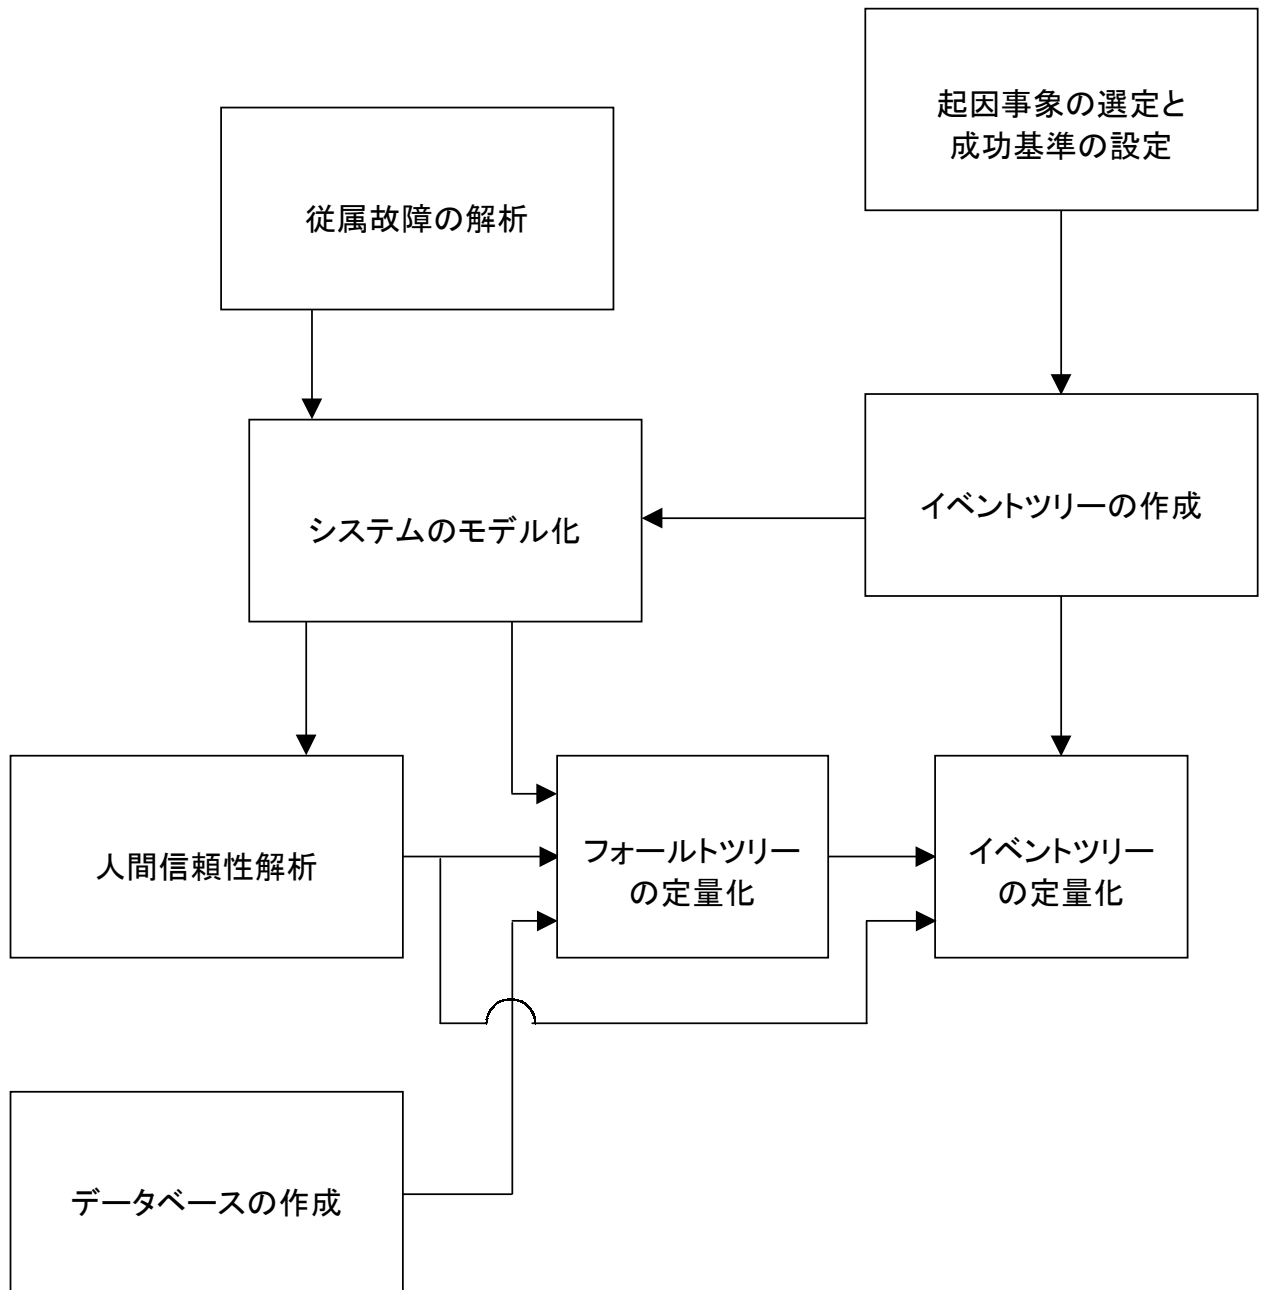 起因事象の選定と
成功基準の設定
従属故障の解析
イベントツリーの作成
システムのモデル化
人間信頼性解析
フォールトツリー
の定量化
イベントツリー
の定量化
データベースの作成